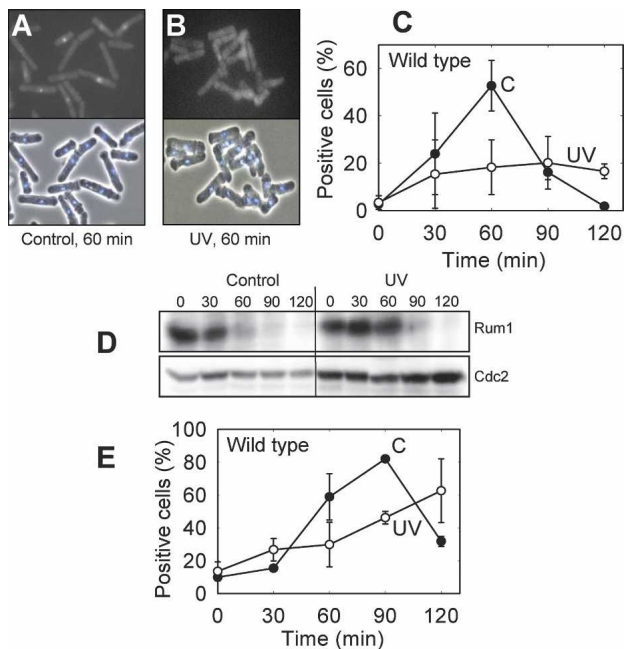 A
B
Control, 60 min
UV, 60 min
C
Positive cells (%)
60
40
20
0
Wild type
C
UV
0 30 60 90 120
Time (min)
D
Control UV
0 30 60 90 120 0 30 60 90 120
Rum1
Cdc2
E
Positive cells (%)
100
80
60
40
20
0
Wild type
C
UV
0 30 60 90 120
Time (min)